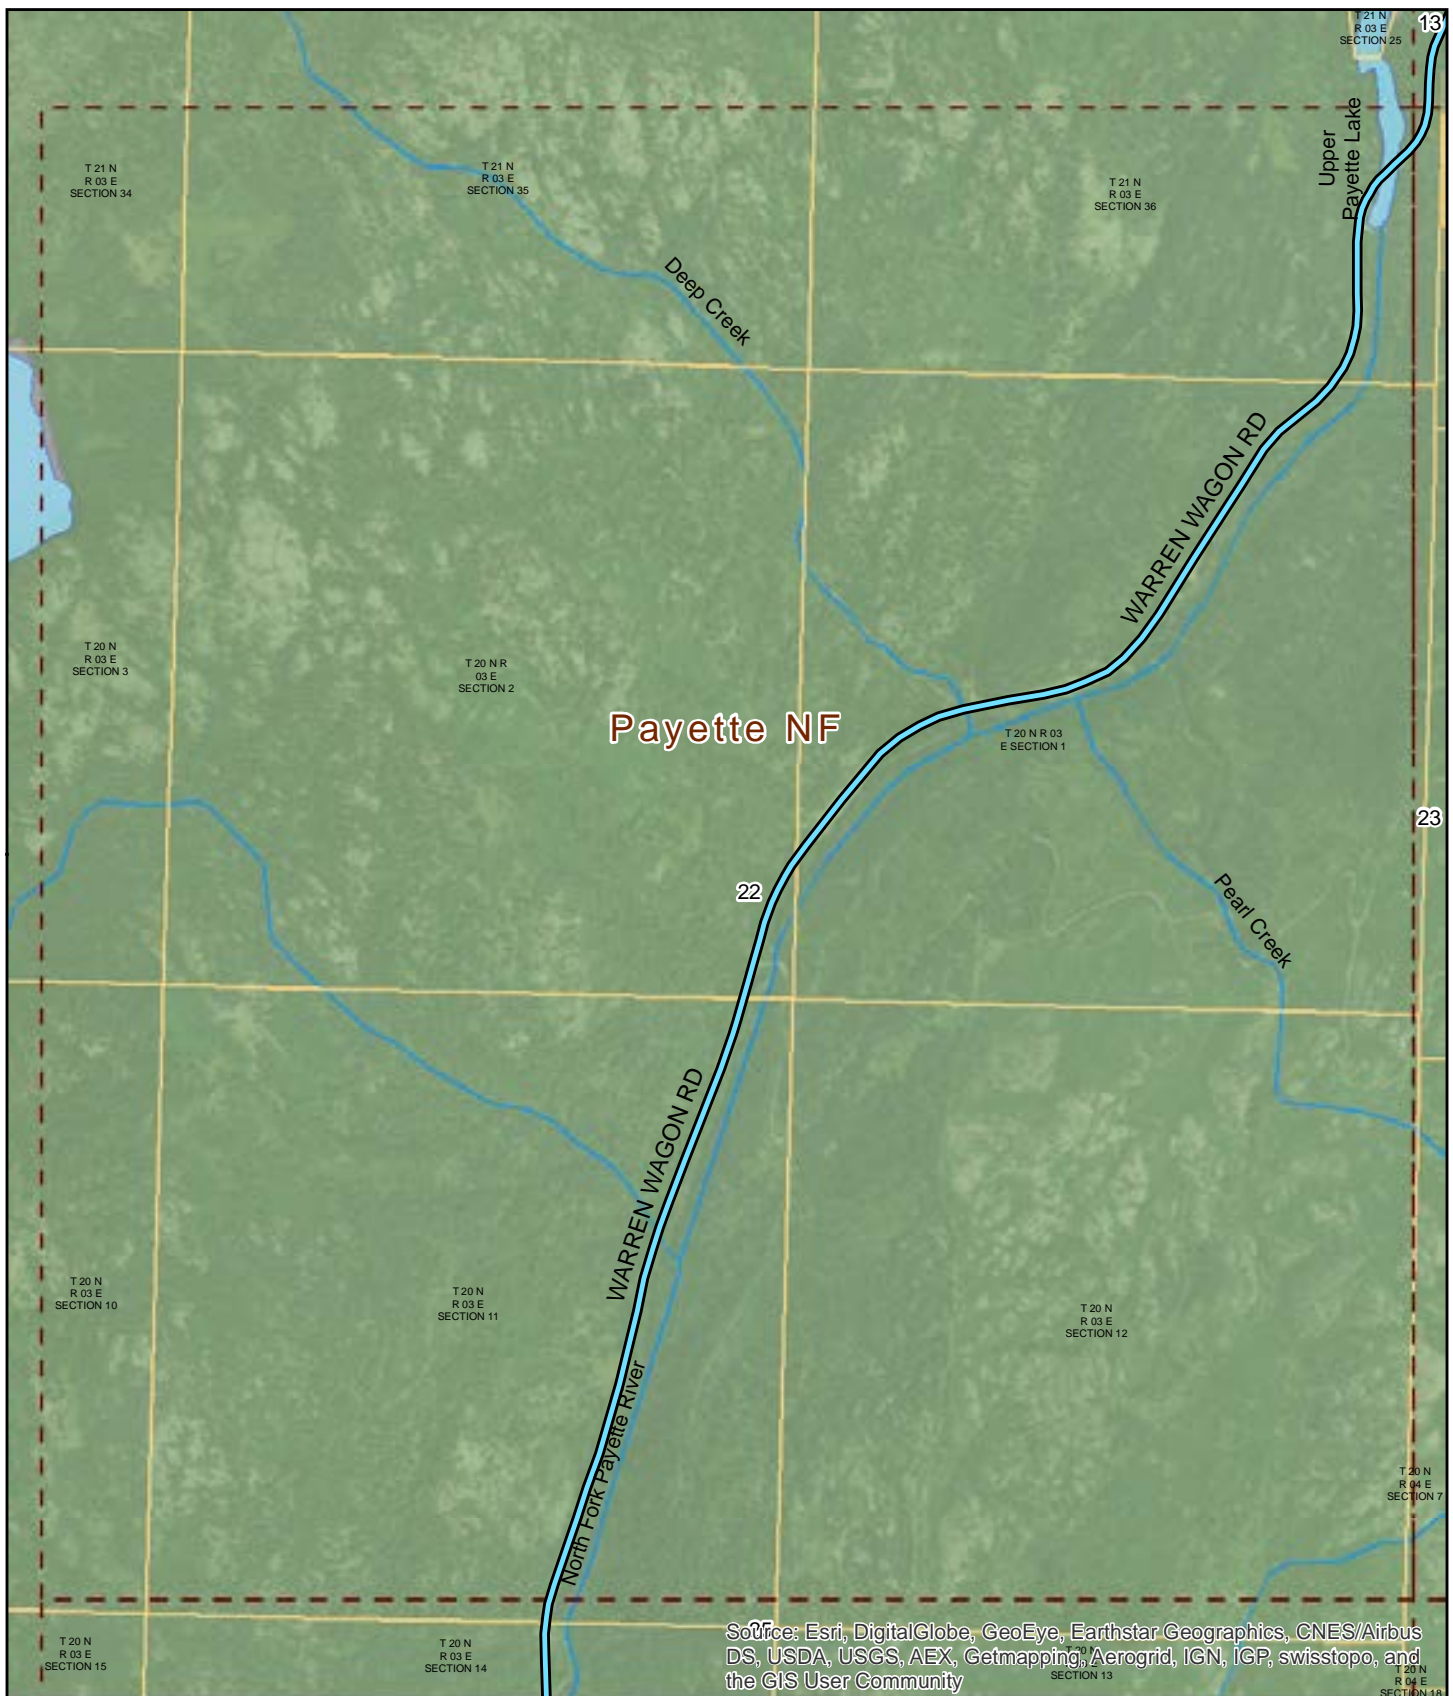 T 21 N
R 03 E
SECTION 25
13
T 21 N
R 03 E
SECTION 34
T 21 N
R 03 E
SECTION 35
T 21 N
R 03 E
SECTION 36
Upper
Payette Lake
Deep Creek
WARREN WAGON RD
T 20 N
R 03 E
SECTION 3
T 20 N R
03 E
SECTION 2
Payette NF
T 20 N R 03
E SECTION 1
23
22
Pearl Creek
WARREN WAGON RD
T 20 N
R 03 E
SECTION 10
T 20 N
R 03 E
SECTION 11
T 20 N
R 03 E
SECTION 12
North Fork Payette River
T 20 N
R 04 E
SECTION 7
T 20 N
R 03 E
SECTION 15
T 20 N
R 03 E
SECTION 14
T 20 N
SECTION 13
T 20 N
R 04 E
SECTION 18
Source: Esri, DigitalGlobe, GeoEye, Earthstar Geographics, CNES/Airbus
DS, USDA, USGS, AEX, Getmapping, Aerogrid, IGN, IGP, swisstopo, and
the GIS User Community